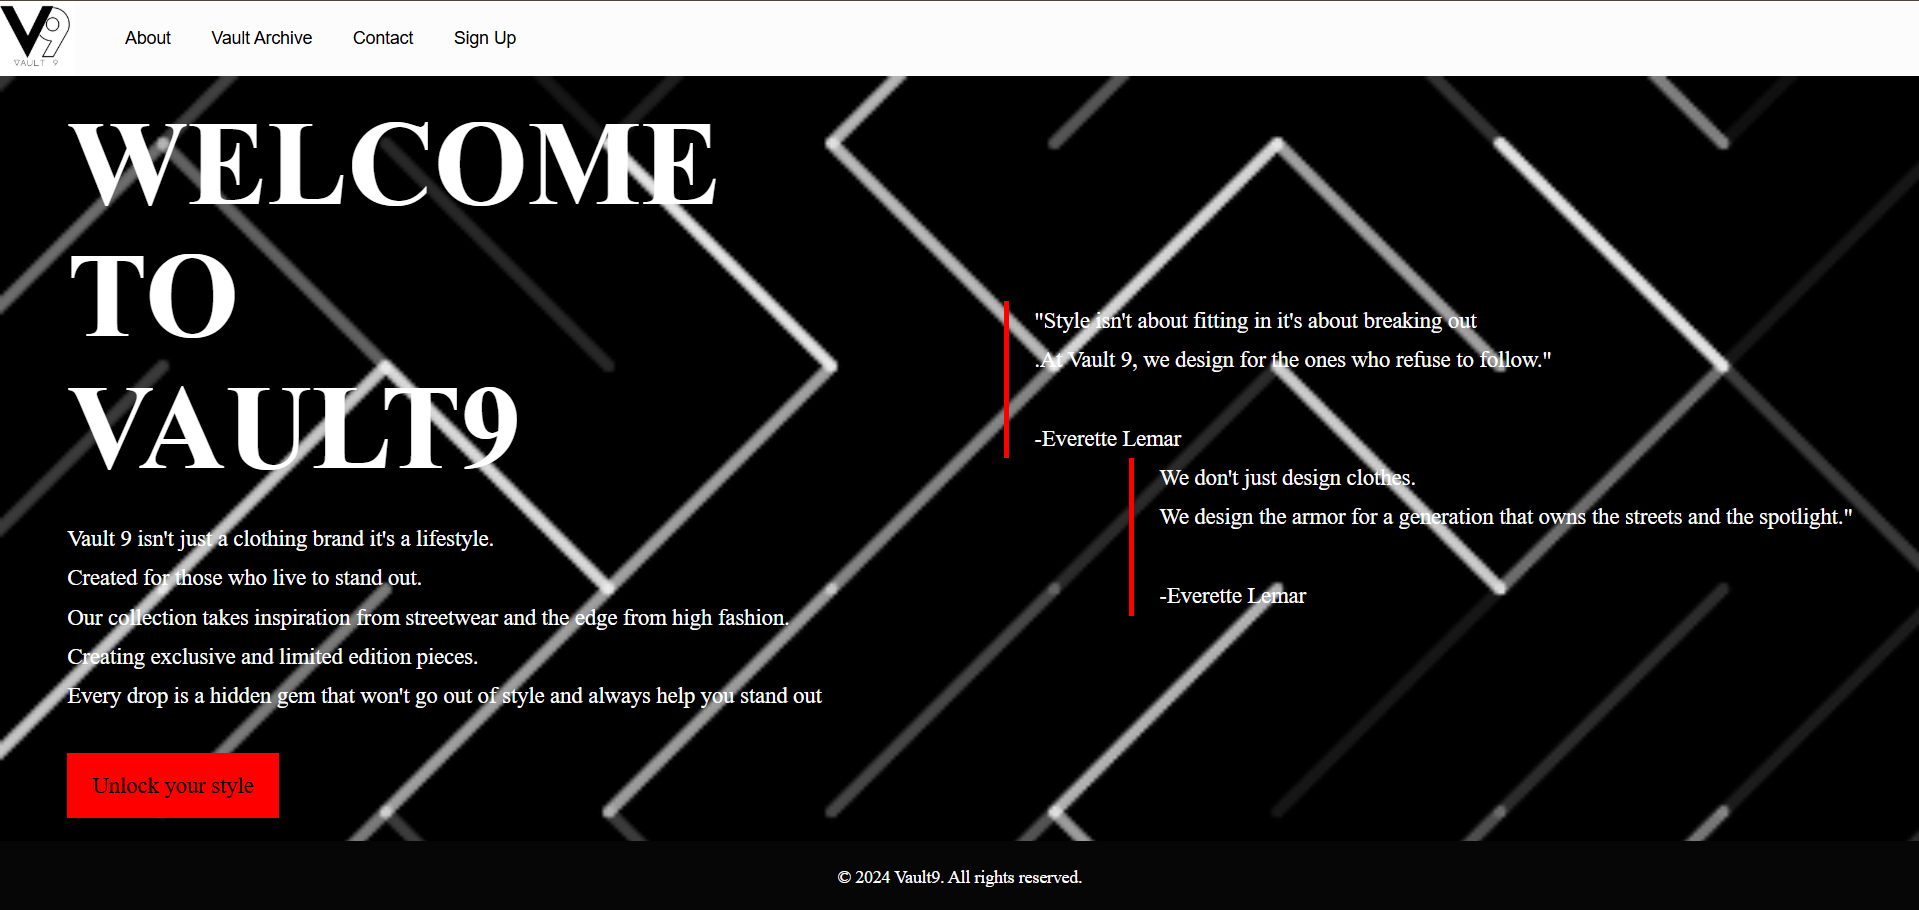 V9
VAULT 9
About
Vault Archive
Contact
Sign Up
WELCOME
TO
VAULT9
Vault 9 isn't just a clothing brand it's a lifestyle.
Created for those who live to stand out.
Our collection takes inspiration from streetwear and the edge from high fashion.
Creating exclusive and limited edition pieces.
Every drop is a hidden gem that won't go out of style and always help you stand out
Unlock your style
"Style isn't about fitting in it's about breaking out
.At Vault 9, we design for the ones who refuse to follow."
-Everette Lemar
We don't just design clothes.
We design the armor for a generation that owns the streets and the spotlight."
-Everette Lemar
© 2024 Vault9. All rights reserved.